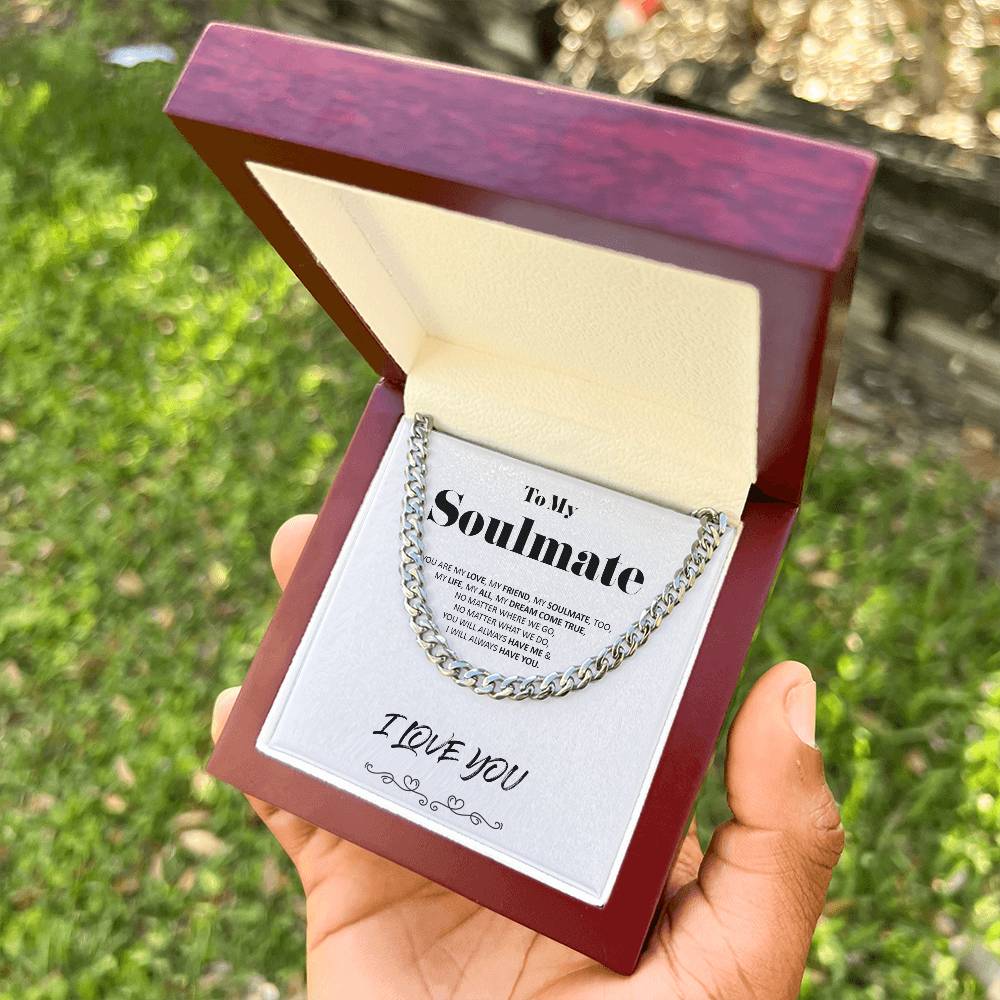 To My
Soulmate
YOU ARE MY LOVE, MY FRIEND, MY SOULMATE, TOO,
MY LIFE, MY ALL, MY DREAM COME TRUE,
NO MATTER WHERE WE GO,
NO MATTER WHAT WE DO,
YOU WILL ALWAYS HAVE ME &
I WILL ALWAYS HAVE YOU.
I LOVE YOU